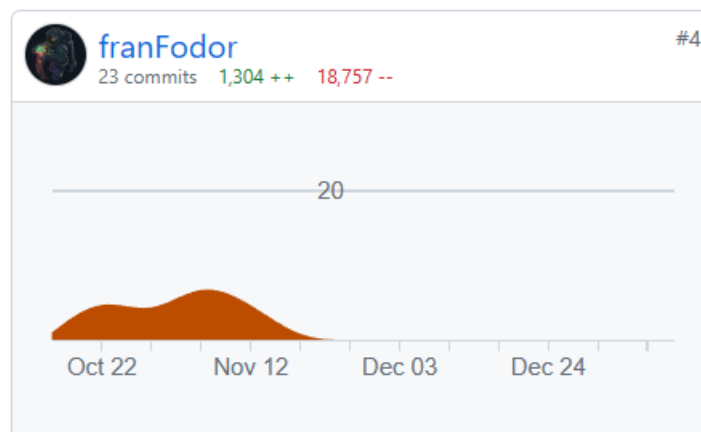 franFodor #4
23 commits 1,304 ++ 18,757 --
20
Oct 22 Nov 12 Dec 03 Dec 24